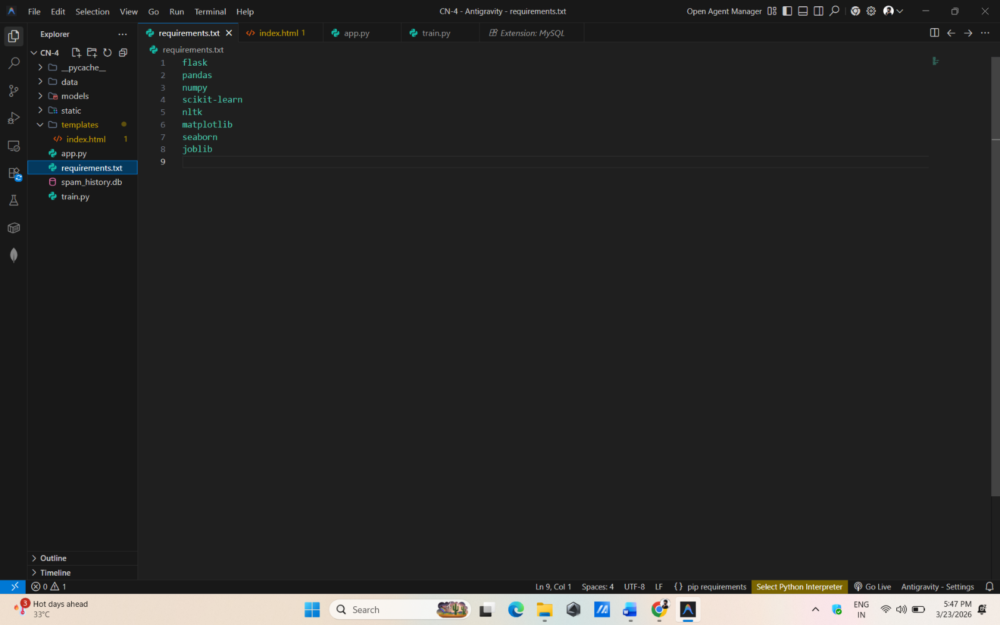 File Edit Selection View Go Run Terminal Help
CN-4 - Antigravity - requirements.txt
Open Agent Manager
Explorer
requirements.txt
index.html 1
app.py
train.py
Extension: MySQL
CN-4
requirements.txt
__pycache__
data
models
static
templates
index.html 1
app.py
requirements.txt
spam_history.db
train.py
1 flask
2 pandas
3 numpy
4 scikit-learn
5 nltk
6 matplotlib
7 seaborn
8 joblib
9
Outline
Timeline
0 1
Ln 9, Col 1
Spaces: 4
UTF-8
LF
{ } pip requirements
Select Python Interpreter
Go Live
Antigravity - Settings
3
Hot days ahead
33°C
Search
ENG
IN
5:47 PM
3/23/2026